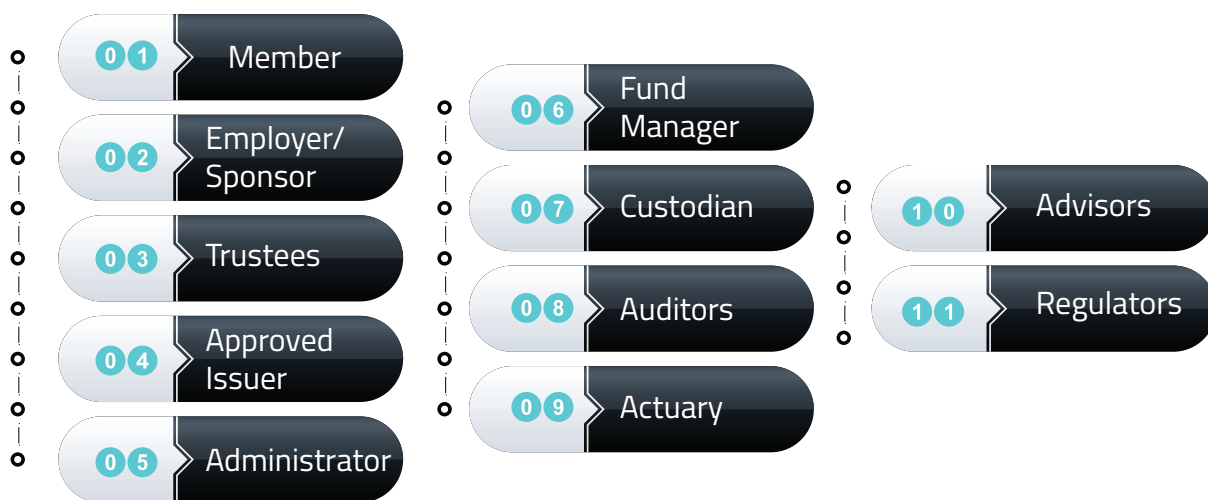 01 Member
02 Employer/
Sponsor
03 Trustees
04 Approved
Issuer
05 Administrator
06 Fund
Manager
07 Custodian
08 Auditors
09 Actuary
10 Advisors
11 Regulators